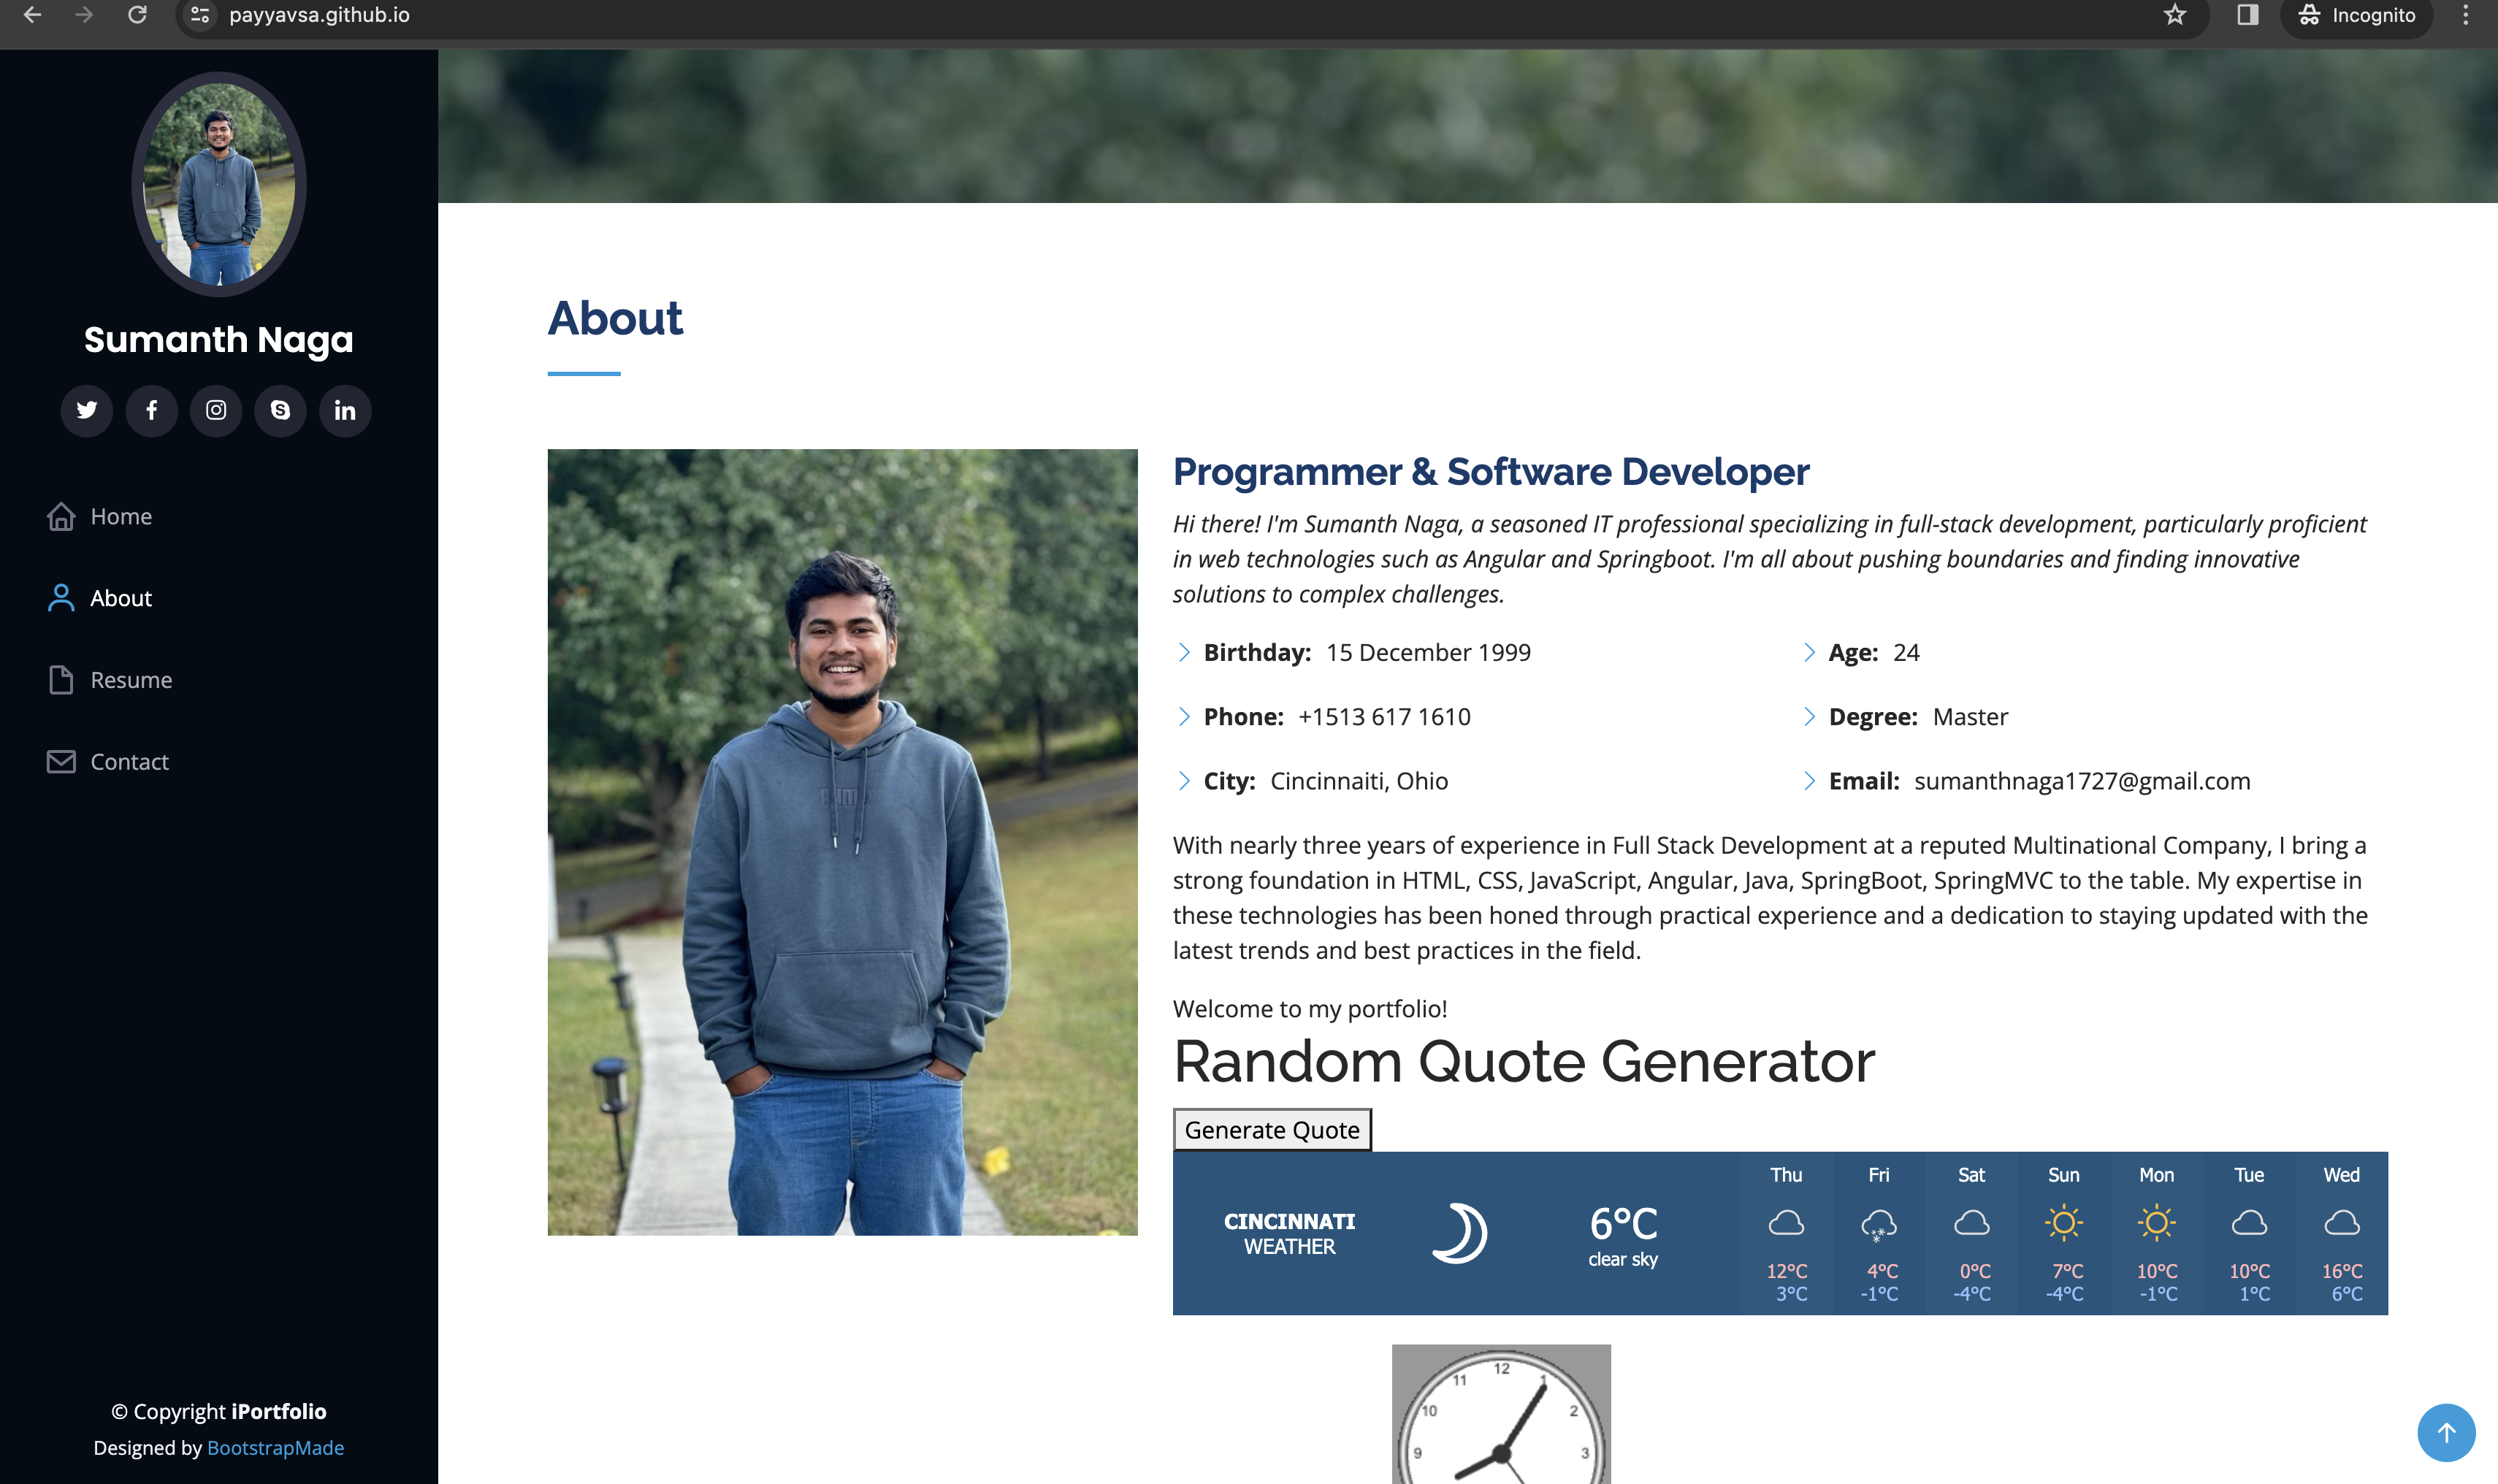 payyavsa.github.io
Incognito
Sumanth Naga
Home
About
Resume
Contact
© Copyright iPortfolio
Designed by BootstrapMade
About
Programmer & Software Developer
Hi there! I'm Sumanth Naga, a seasoned IT professional specializing in full-stack development, particularly proficient
in web technologies such as Angular and Springboot. I'm all about pushing boundaries and finding innovative
solutions to complex challenges.
Birthday: 15 December 1999
Age: 24
Phone: +1513 617 1610
Degree: Master
City: Cincinnaiti, Ohio
Email: sumanthnaga1727@gmail.com
With nearly three years of experience in Full Stack Development at a reputed Multinational Company, I bring a
strong foundation in HTML, CSS, JavaScript, Angular, Java, SpringBoot, SpringMVC to the table. My expertise in
these technologies has been honed through practical experience and a dedication to staying updated with the
latest trends and best practices in the field.
Welcome to my portfolio!
Random Quote Generator
Generate Quote
CINCINNATI
WEATHER
6°C
clear sky
Thu Fri Sat Sun Mon Tue Wed
12°C 4°C 0°C 7°C 10°C 10°C 16°C
3°C -1°C -4°C -4°C -1°C 1°C 6°C
12
11 1
10 2
9 3